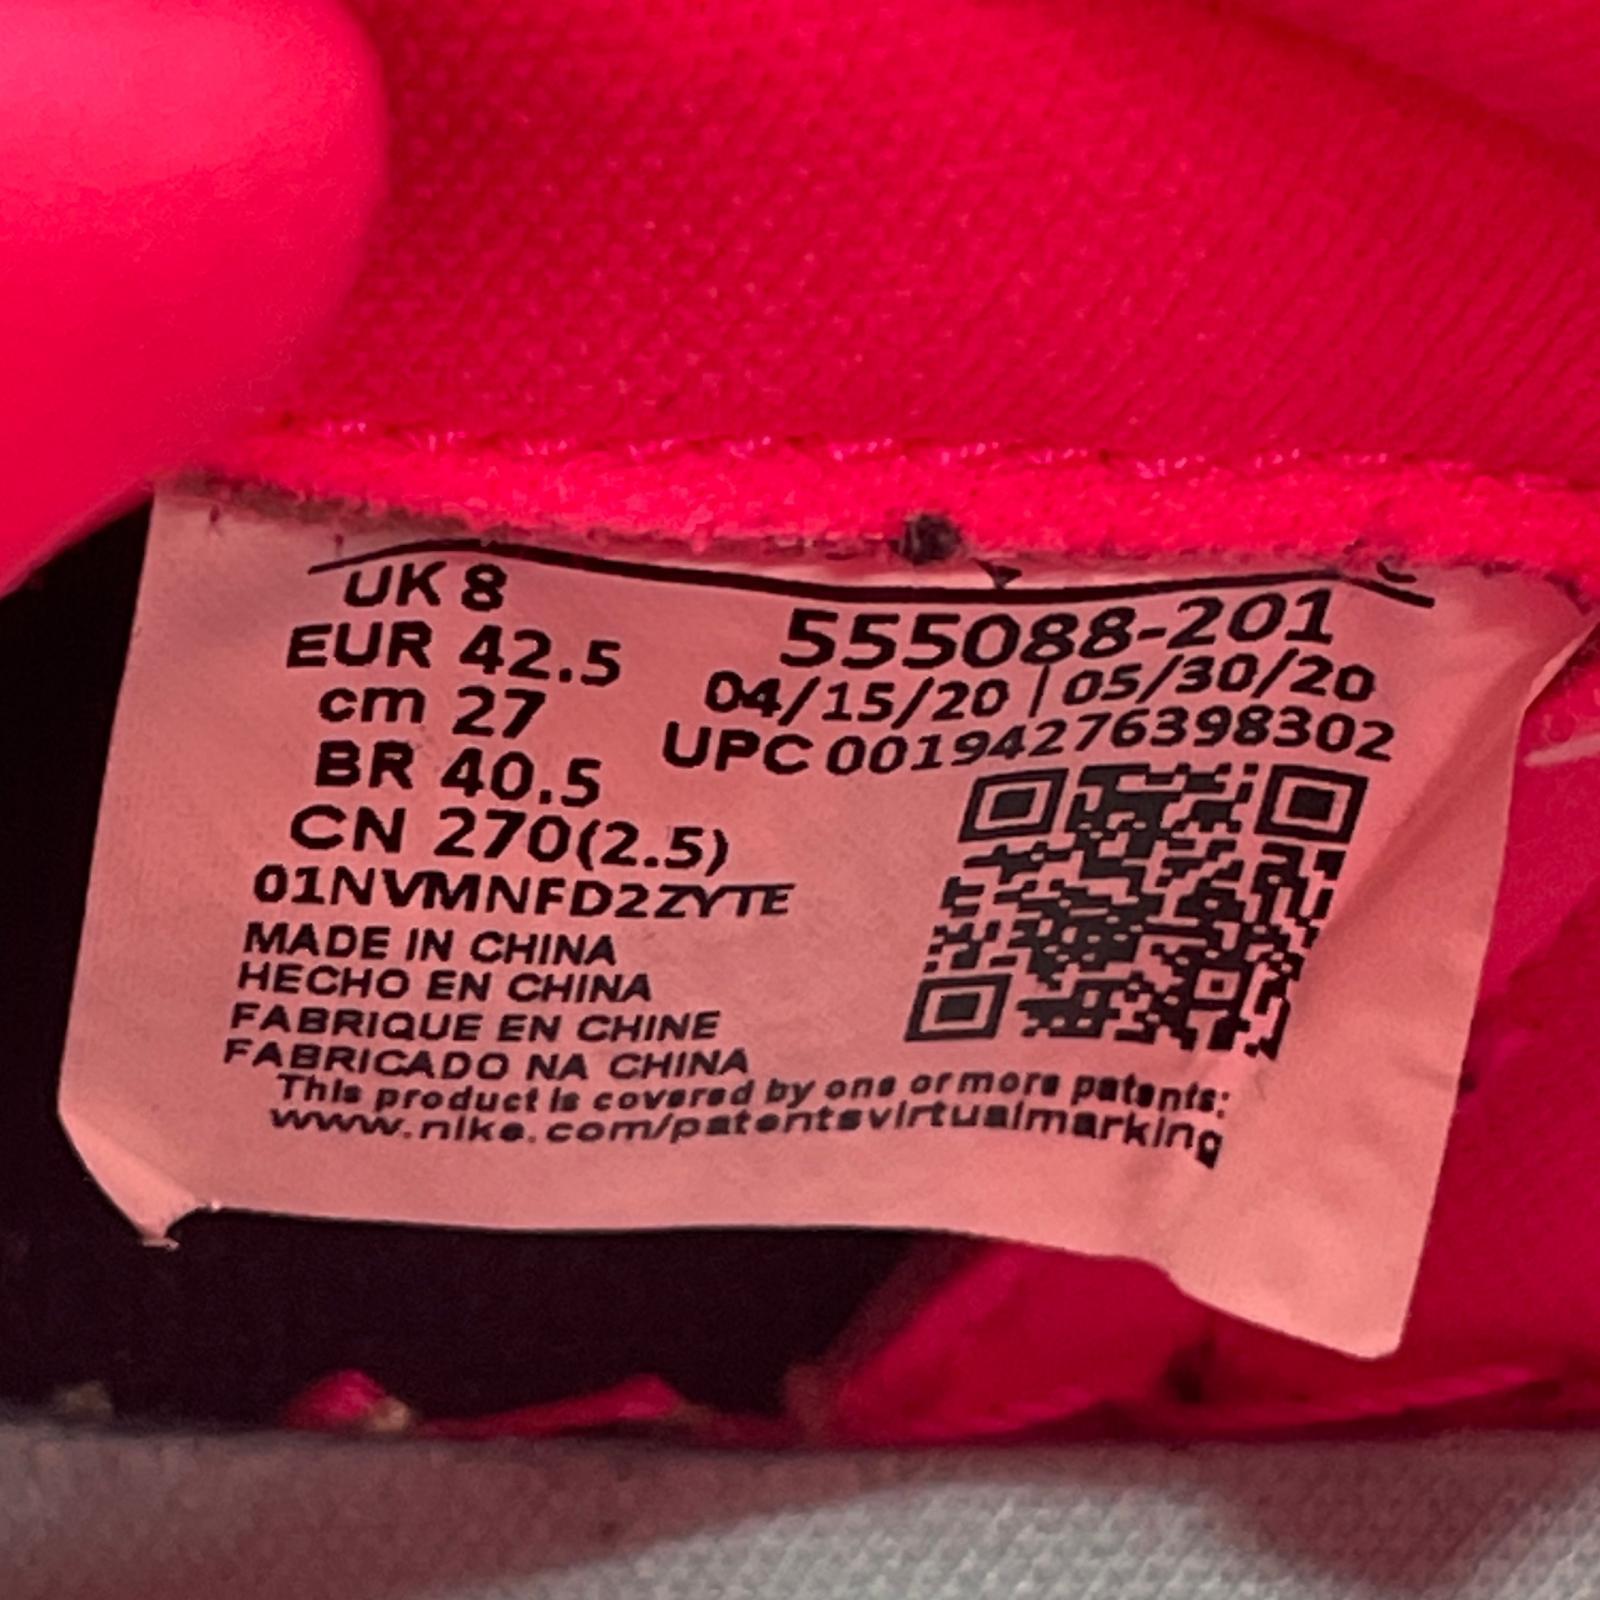 UK 8
EUR 42.5
cm 27
BR 40.5
CN 270(2.5)
01NVMNFD2ZYTE
MADE IN CHINA
HECHO EN CHINA
FABRIQUE EN CHINE
FABRICADO NA CHINA
555088-201
04/15/20 | 05/30/20
UPC 00194276398302
This product is covered by one or more patents:
www.nike.com/patentsvirtualmarking